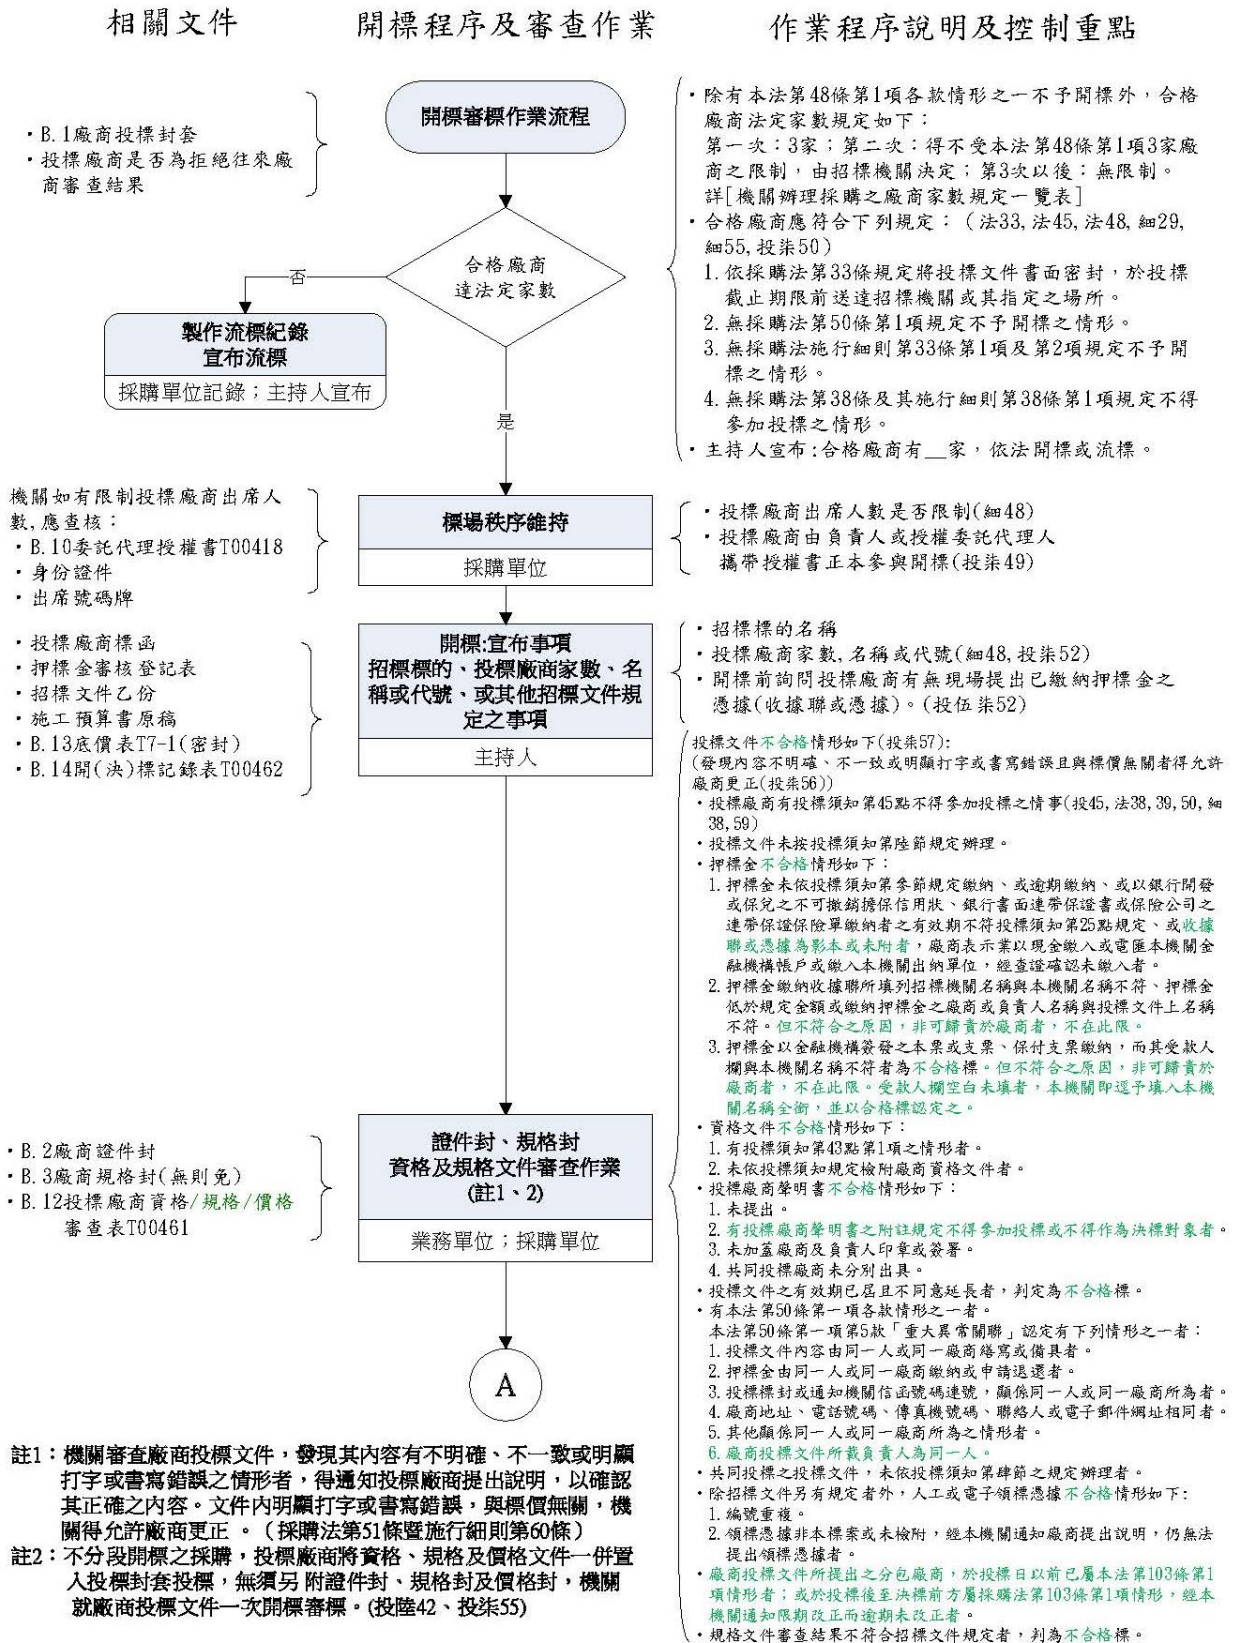 相關文件
開標程序及審查作業
作業程序說明及控制重點
・B.1廠商投標封套
・投標廠商是否為拒絕往來廠
商審查結果
開標審標作業流程
合格廠商
達法定家數
否
製作流標紀錄
宣布流標
採購單位記錄；主持人宣布
是
・除有本法第48條第1項各款情形之一不予開標外，合格
廠商法定家數規定如下：
第一次：3家；第二次：得不受本法第48條第1項3家廠
商之限制，由招標機關決定；第3次以後：無限制。
詳[機關辦理採購之廠商家數規定一覽表]
・合格廠商應符合下列規定：（法33,法45,法48,細29,
細55,投柒50）
1.依採購法第33條規定將投標文件書面密封，於投標
截止期限前送達招標機關或其指定之場所。
2.無採購法第50條第1項規定不予開標之情形。
3.無採購法施行細則第33條第1項及第2項規定不予開
標之情形。
4.無採購法第38條及其施行細則第38條第1項規定不得
參加投標之情形。
・主持人宣布:合格廠商有__家，依法開標或流標。
機關如有限制投標廠商出席人
數,應查核：
・B.10委託代理授權書T00418
・身份證件
・出席號碼牌
標場秩序維持
採購單位
・投標廠商出席人數是否限制(細48)
・投標廠商由負責人或授權委託代理人
攜帶授權書正本參與開標(投柒49)
・投標廠商標函
・押標金審核登記表
・招標文件乙份
・施工預算書原稿
・B.13底價表T7-1(密封)
・B.14開(決)標記錄表T00462
開標:宣布事項
招標標的、投標廠商家數、名
稱或代號、或其他招標文件規
定之事項
主持人
・招標標的名稱
・投標廠商家數,名稱或代號(細48,投柒52)
・開標前詢問投標廠商有無現場提出已繳納押標金之
憑據(收據聯或憑據)。(投伍柒52)
・B.2廠商證件封
・B.3廠商規格封(無則免)
・B.12投標廠商資格/規格/價格
審查表T00461
證件封、規格封
資格及規格文件審查作業
(註1、2)
業務單位；採購單位
A
投標文件不合格情形如下(投柒57):
(發現內容不明確、不一致或明顯打字或書寫錯誤且與標價無關者得允許
廠商更正(投柒56))
・投標廠商有投標須知第45點不得參加投標之情事(投45,法38,39,50,細
38,59)
・投標文件未按投標須知第陸節規定辦理。
・押標金不合格情形如下：
1.押標金未依投標須知第參節規定繳納、或逾期繳納、或以銀行開發
或保兌之不可撤銷擔保信用狀、銀行書面連帶保證書或保險公司之
連帶保證保險單繳納者之有效期不符投標須知第25點規定、或收據
聯或憑據為影本或未附者，廠商表示業以現金繳入或電匯本機關金
融機構帳戶或繳入本機關出納單位，經查證確認未繳入者。
2.押標金繳納收據聯所填列招標機關名稱與本機關名稱不符、押標金
低於規定金額或繳納押標金之廠商或負責人名稱與投標文件上名稱
不符。但不符合之原因，非可歸責於廠商者，不在此限。
3.押標金以金融機構簽發之本票或支票、保付支票繳納，而其受款人
欄與本機關名稱不符者為不合格標。但不符合之原因，非可歸責於
廠商者，不在此限。受款人欄空白未填者，本機關即逕予填入本機
關名稱全銜，並以合格標認定之。
・資格文件不合格情形如下：
1.有投標須知第43點第1項之情形者。
2.未依投標須知規定檢附廠商資格文件者。
・投標廠商聲明書不合格情形如下：
1.未提出。
2.有投標廠商聲明書之附註規定不得參加投標或不得作為決標對象者。
3.未加蓋廠商及負責人印章或簽署。
4.共同投標廠商未分別出具。
・投標文件之有效期已屆且不同意延長者，判定為不合格標。
・有本法第50條第一項各款情形之一者。
本法第50條第一項第5款「重大異常關聯」認定有下列情形之一者：
1.投標文件內容由同一人或同一廠商繕寫或備具者。
2.押標金由同一人或同一廠商繳納或申請退還者。
3.投標標封或通知機關信函號碼連號，顯係同一人或同一廠商所為者。
4.廠商地址、電話號碼、傳真機號碼、聯絡人或電子郵件網址相同者。
5.其他顯係同一人或同一廠商所為之情形者。
6.廠商投標文件所載負責人為同一人。
・共同投標之投標文件，未依投標須知第肆節之規定辦理者。
・除招標文件另有規定者外，人工或電子領標憑據不合格情形如下:
1.編號重複。
2.領標憑據非本標案或未檢附，經本機關通知廠商提出說明，仍無法
提出領標憑據者。
・廠商投標文件所提出之分包廠商，於投標日以前已屬本法第103條第1
項情形者；或於投標後至決標前方屬採購法第103條第1項情形，經本
機關通知限期改正而逾期未改正者。
・規格文件審查結果不符合招標文件規定者，判為不合格標。
註1：機關審查廠商投標文件，發現其內容有不明確、不一致或明顯
打字或書寫錯誤之情形者，得通知投標廠商提出說明，以確認
其正確之內容。文件內明顯打字或書寫錯誤，與標價無關，機
關得允許廠商更正 。（採購法第51條暨施行細則第60條）
註2：不分段開標之採購，投標廠商將資格、規格及價格文件一併置
入投標封套投標，無須另附證件封、規格封及價格封，機關
就廠商投標文件一次開標審標。(投陸42、投柒55)